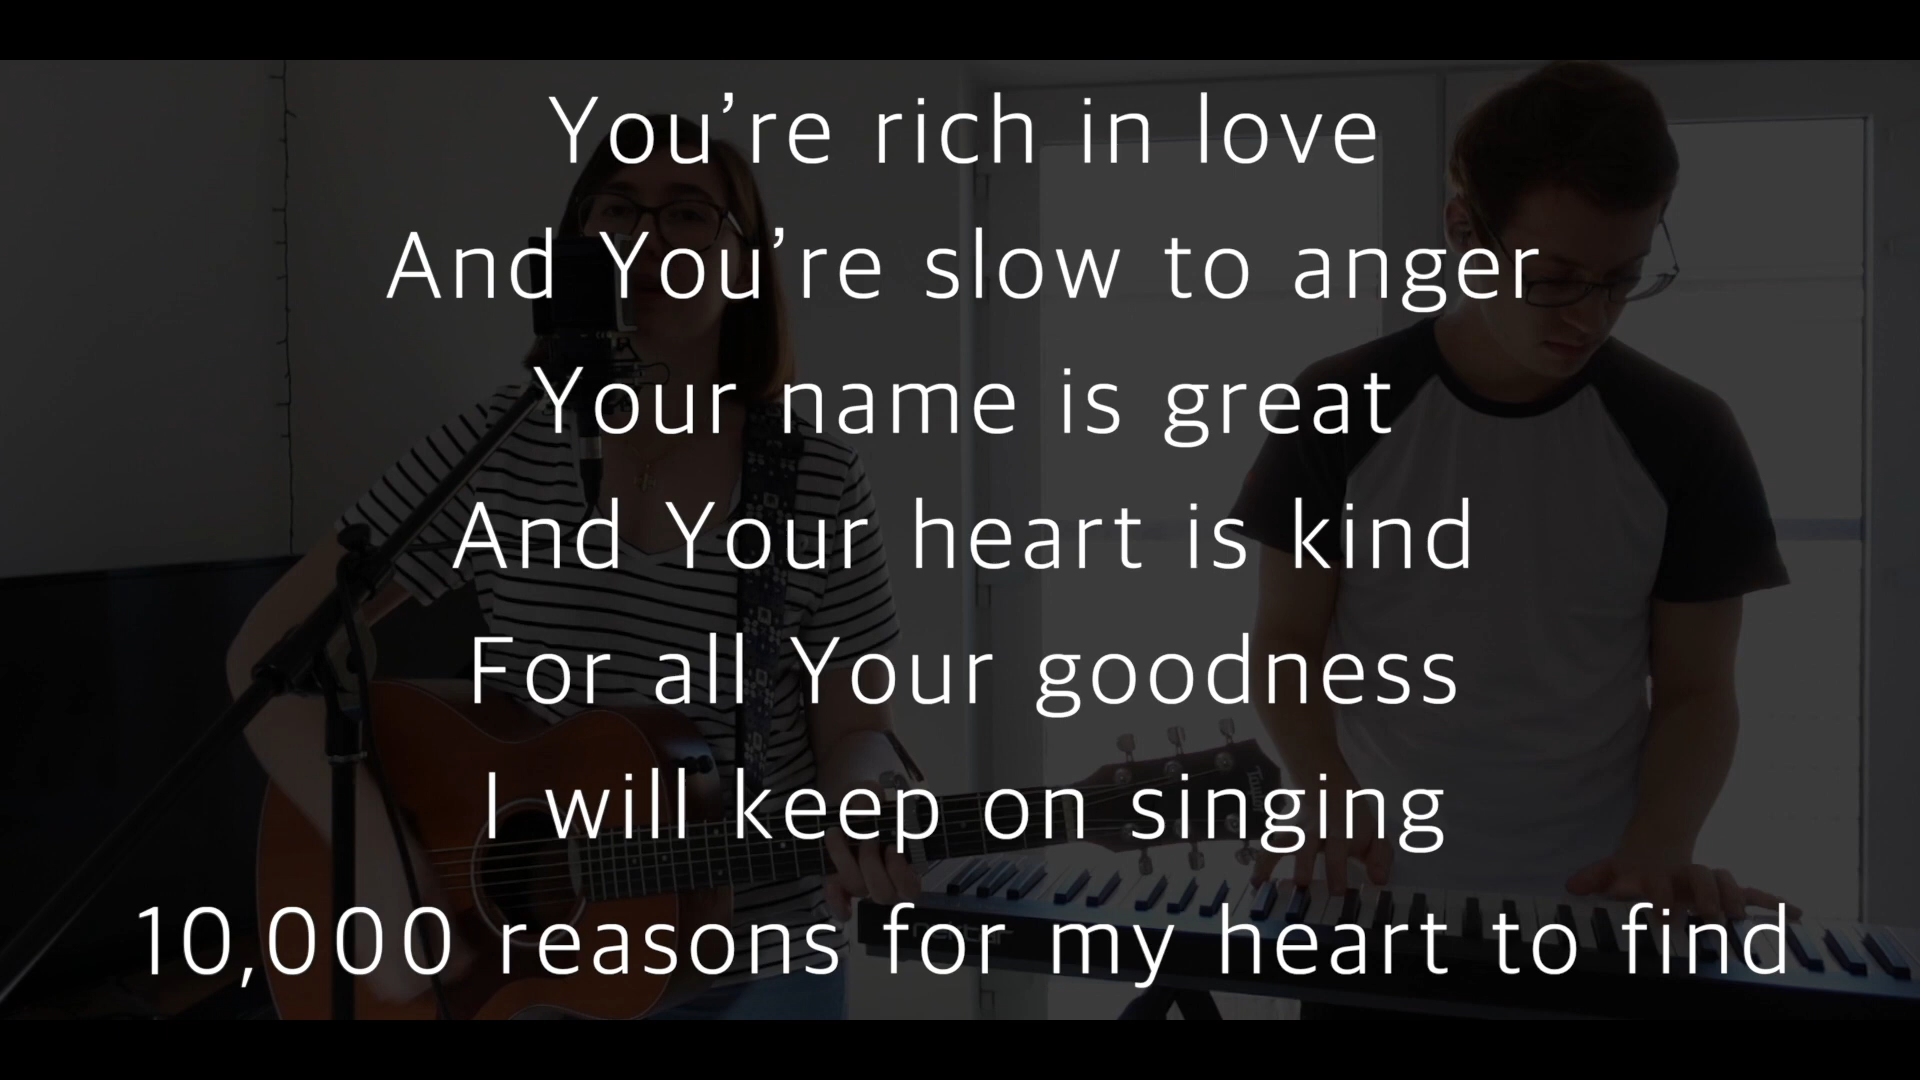 You’re rich in love
And You’re slow to anger
Your name is great
And Your heart is kind
For all Your goodness
I will keep on singing
10,000 reasons for my heart to find